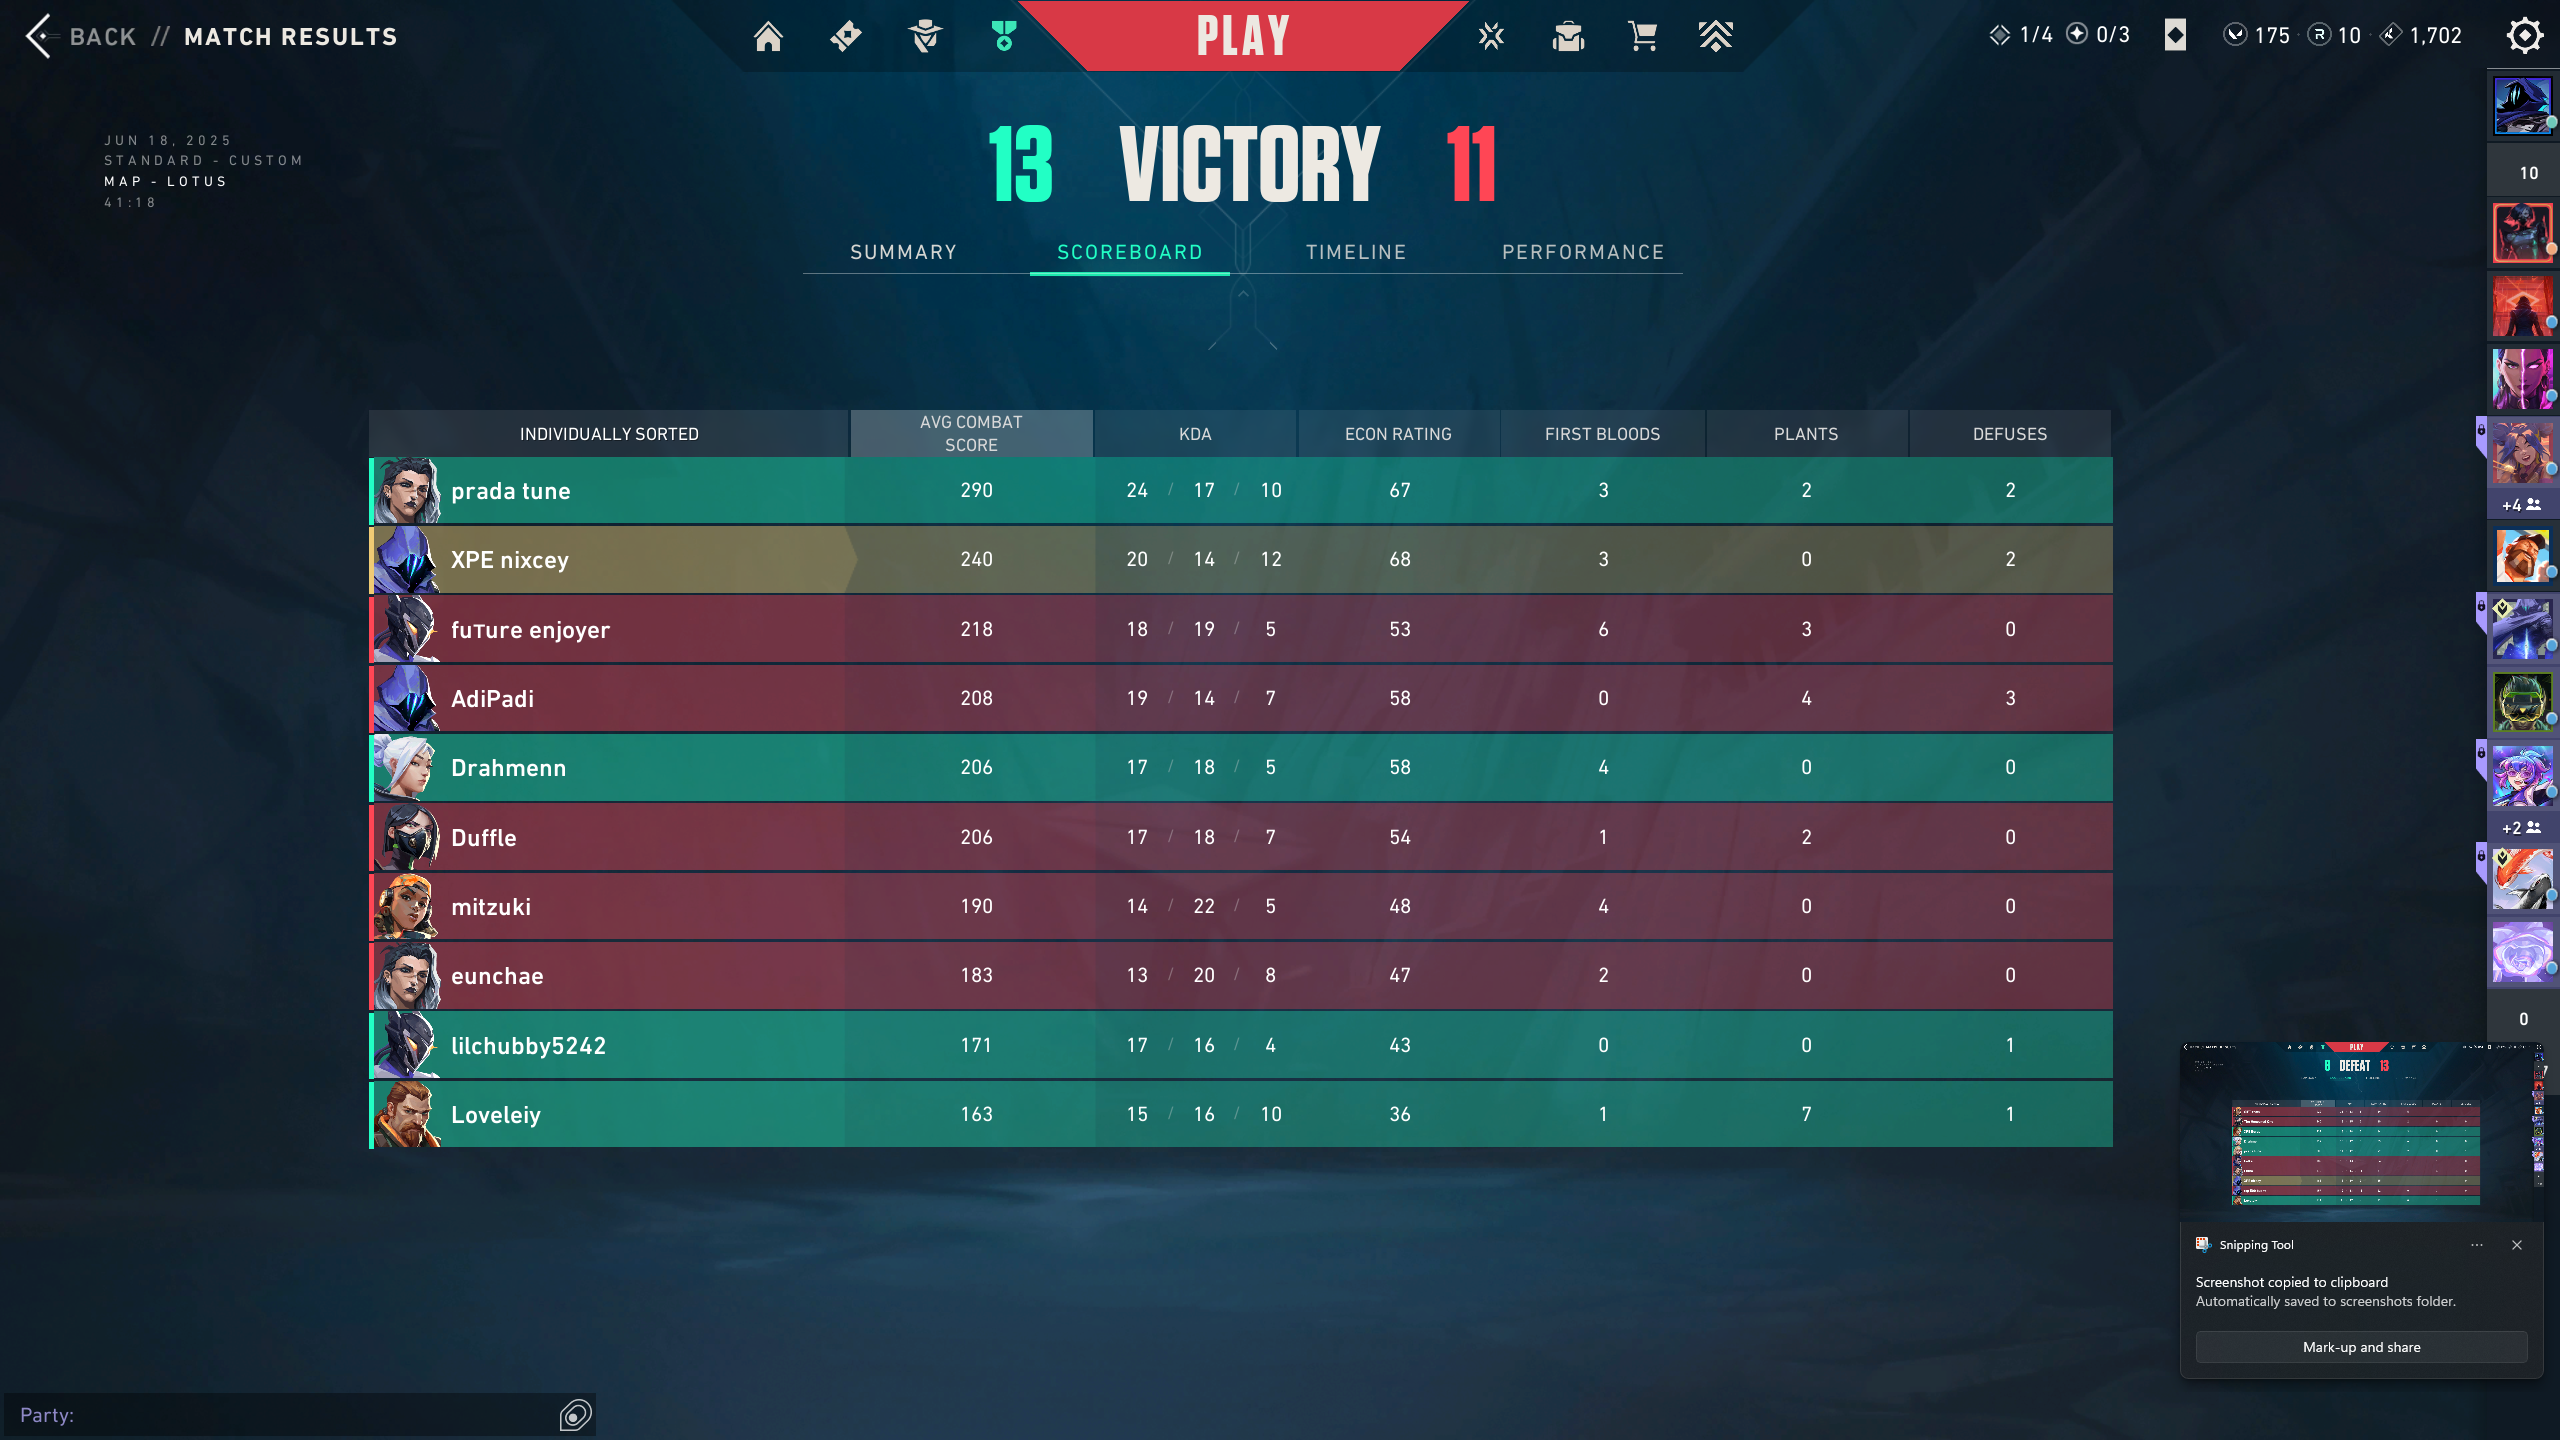 BACK // MATCH RESULTS
PLAY
1/4 0/3 175 10 1,702
JUN 18, 2025
STANDARD - CUSTOM
MAP - LOTUS
41:18
13 VICTORY 11
SUMMARY SCOREBOARD TIMELINE PERFORMANCE
INDIVIDUALLY SORTED AVG COMBAT SCORE KDA ECON RATING FIRST BLOODS PLANTS DEFUSES
prada tune 290 24 / 17 / 10 67 3 2 2
XPE nixcey 240 20 / 14 / 12 68 3 0 2
fuтure enjoyer 218 18 / 19 / 5 53 6 3 0
AdiPadi 208 19 / 14 / 7 58 0 4 3
Drahmenn 206 17 / 18 / 5 58 4 0 0
Duffle 206 17 / 18 / 7 54 1 2 0
mitzuki 190 14 / 22 / 5 48 4 0 0
eunchae 183 13 / 20 / 8 47 2 0 0
lilchubby5242 171 17 / 16 / 4 43 0 0 1
Loveleiy 163 15 / 16 / 10 36 1 7 1
10
+4
+2
0
PLAY
DEFEAT 13
Snipping Tool
Screenshot copied to clipboard
Automatically saved to screenshots folder.
Mark-up and share
Party: